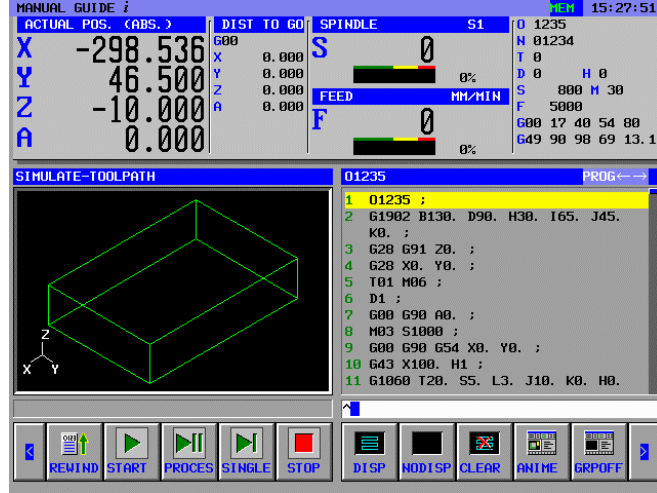 MANUAL GUIDE i MEM 15:27:51
ACTUAL POS. (ABS.)
X -298.536
Y 46.500
Z -10.000
A 0.000
DIST TO GO
G00
X 0.000
Y 0.000
Z 0.000
A 0.000
SPINDLE S1
S 0
0%
FEED MM/MIN
F 0
0%
O 1235
N 01234
T 0
D 0 H 0
S 800 M 30
F 5000
G00 17 40 54 80
G49 90 98 69 13.1
SIMULATE-TOOLPATH
Z
X Y
O1235 PROG←→
1 O1235 ;
2 G1902 B130. D90. H30. I65. J45.
K0. ;
3 G28 G91 Z0. ;
4 G28 X0. Y0. ;
5 T01 M06 ;
6 D1 ;
7 G00 G90 A0. ;
8 M03 S1000 ;
9 G00 G90 G54 X0. Y0. ;
10 G43 X100. H1 ;
11 G1060 T20. S5. L3. J10. K0. H0.
^
< REWIND START PROCES SINGLE STOP DISP NODISP CLEAR ANIME GRPOFF >